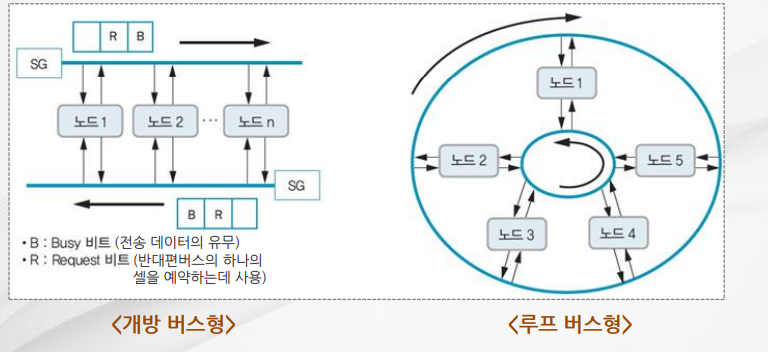 R B
SG
노드1 노드2 ··· 노드n
SG
B R
• B : Busy 비트 (전송 데이터의 유무)
• R : Request 비트 (반대편버스의 하나의
셀을 예약하는데 사용)
<개방 버스형>
노드1
노드2
노드5
노드3
노드4
<루프 버스형>